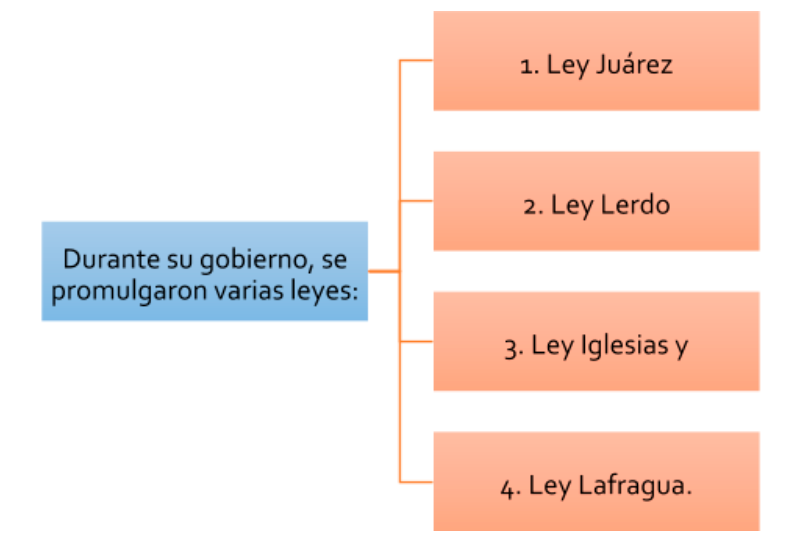 Durante su gobierno, se
promulgaron varias leyes:
1. Ley Juárez
2. Ley Lerdo
3. Ley Iglesias y
4. Ley Lafragua.